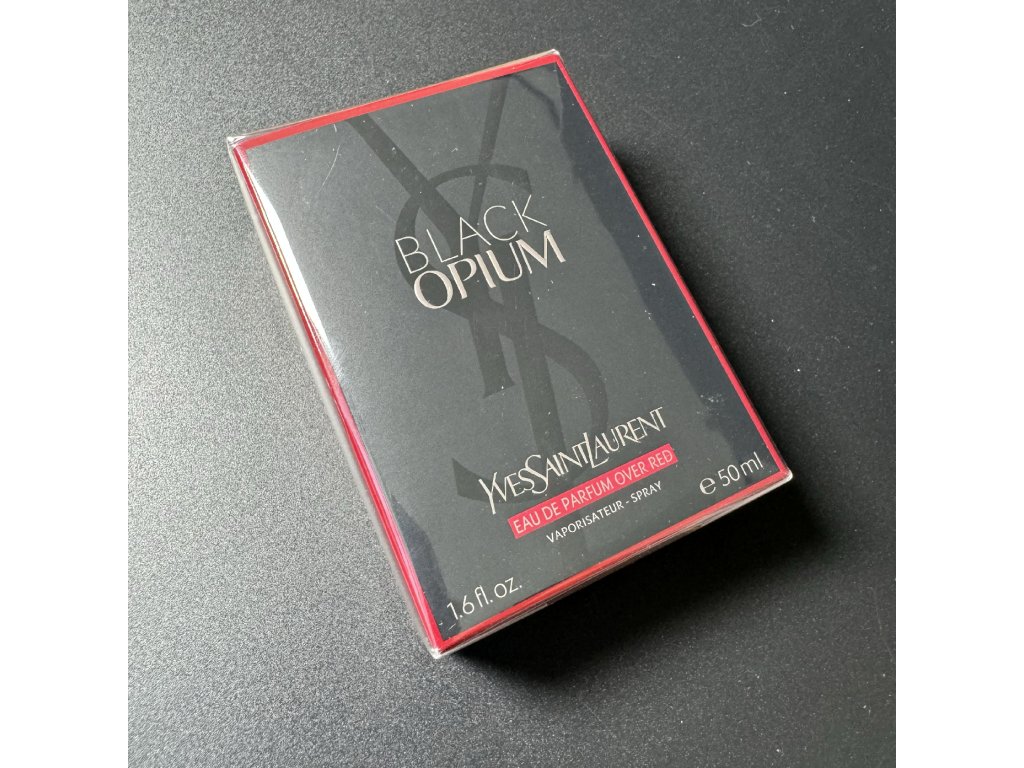 BLACK
OPIUM
YVESSAINTLAURENT
EAU DE PARFUM OVER RED
VAPORISATEUR - SPRAY
1.6 fl. oz.
℮ 50 ml